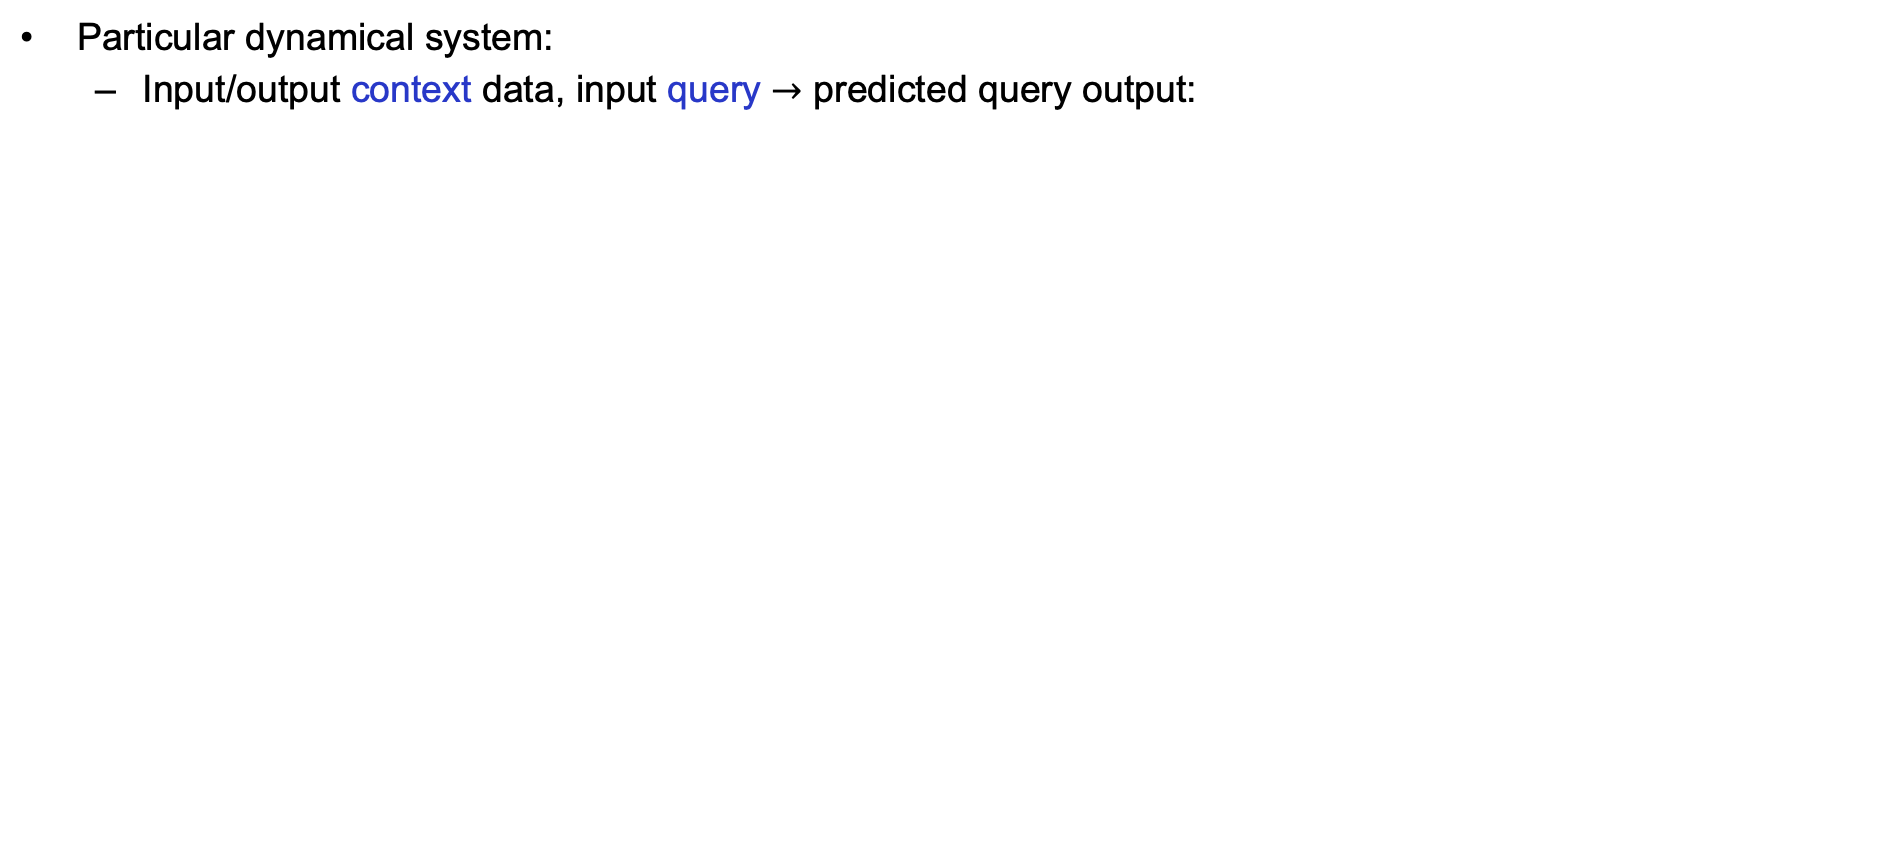 • Particular dynamical system:
– Input/output context data, input query → predicted query output: